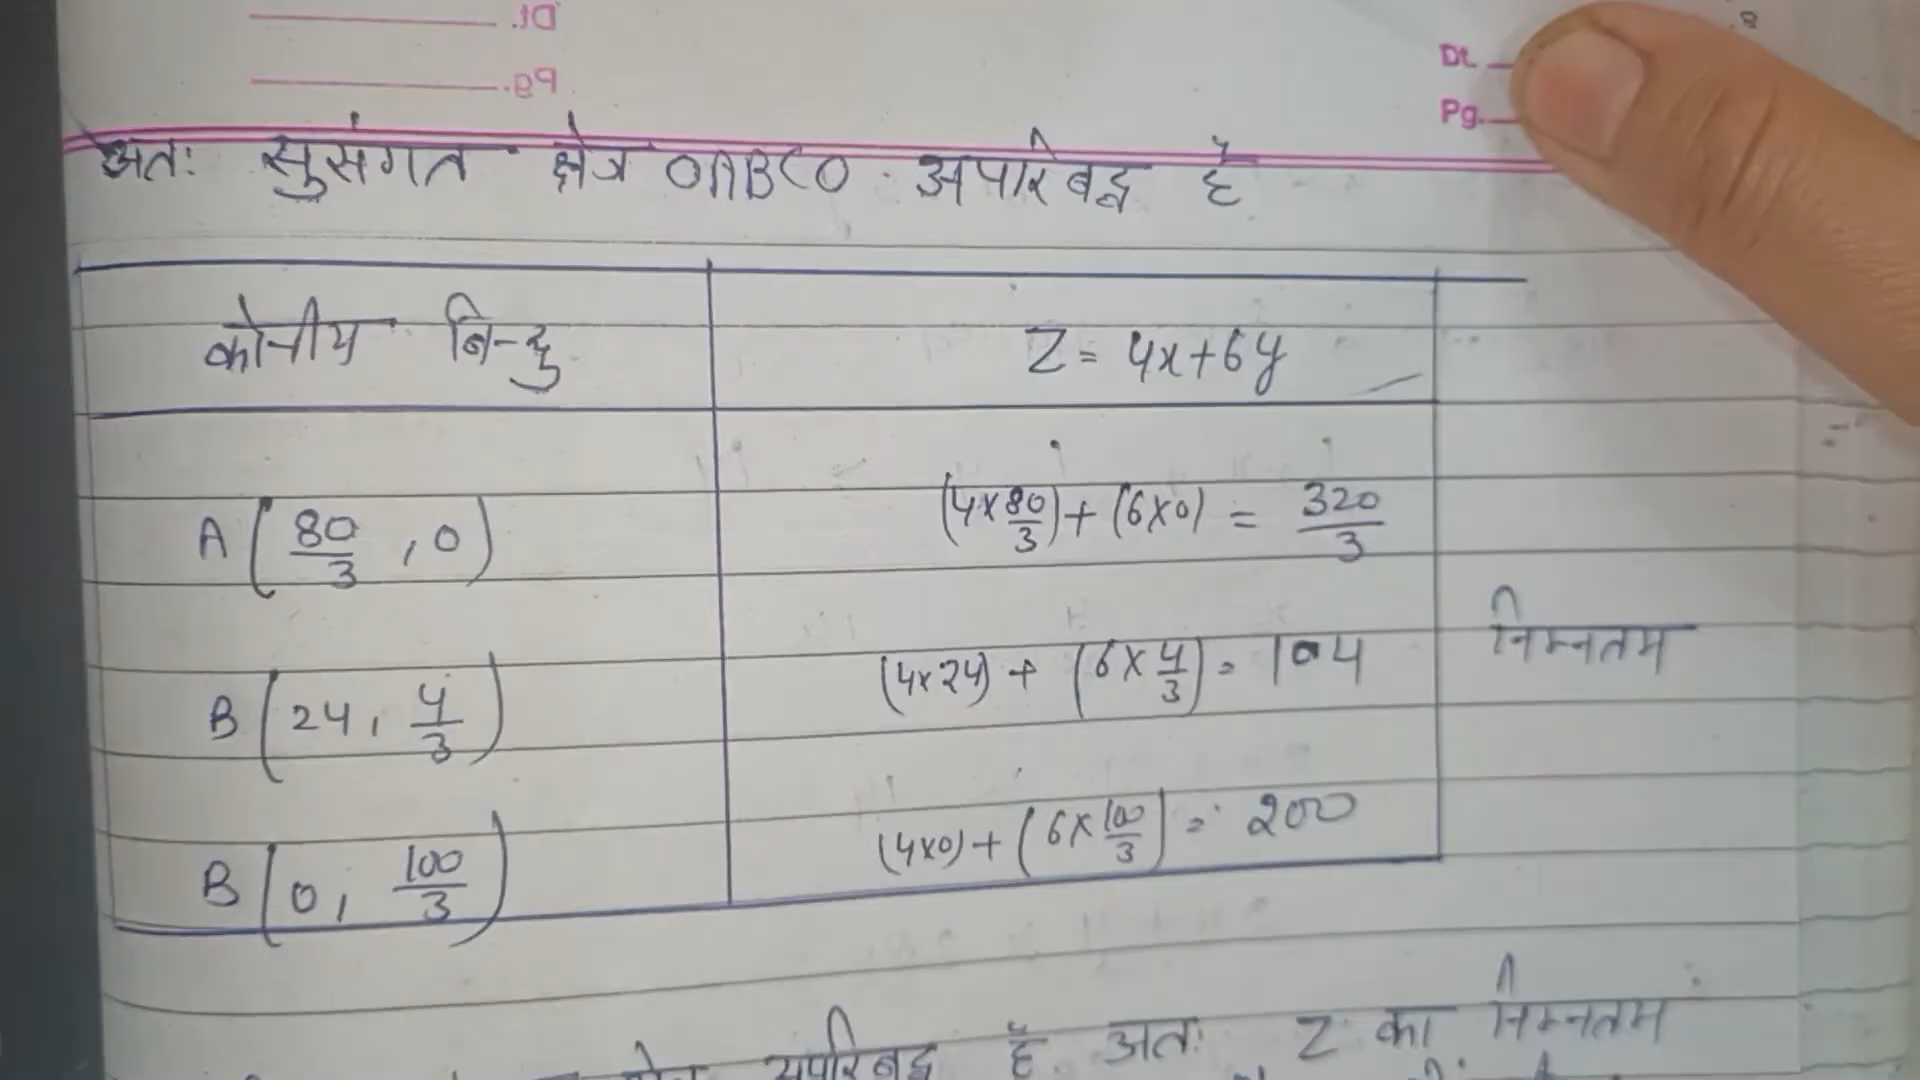 Dt.
Pg.
Dt.
Pg.
अतः सुसंगत क्षेत्र OABCO अपरिबद्ध है
कोनीय बिन्दु Z = 4x+6y
A (80/3, 0) (4×80/3) + (6×0) = 320/3
B (24, 4/3) (4×24) + (6×4/3) = 104 निम्नतम
B (0, 100/3) (4×0) + (6×100/3) = 200
अपरिबद्ध है अतः Z का निम्नतम